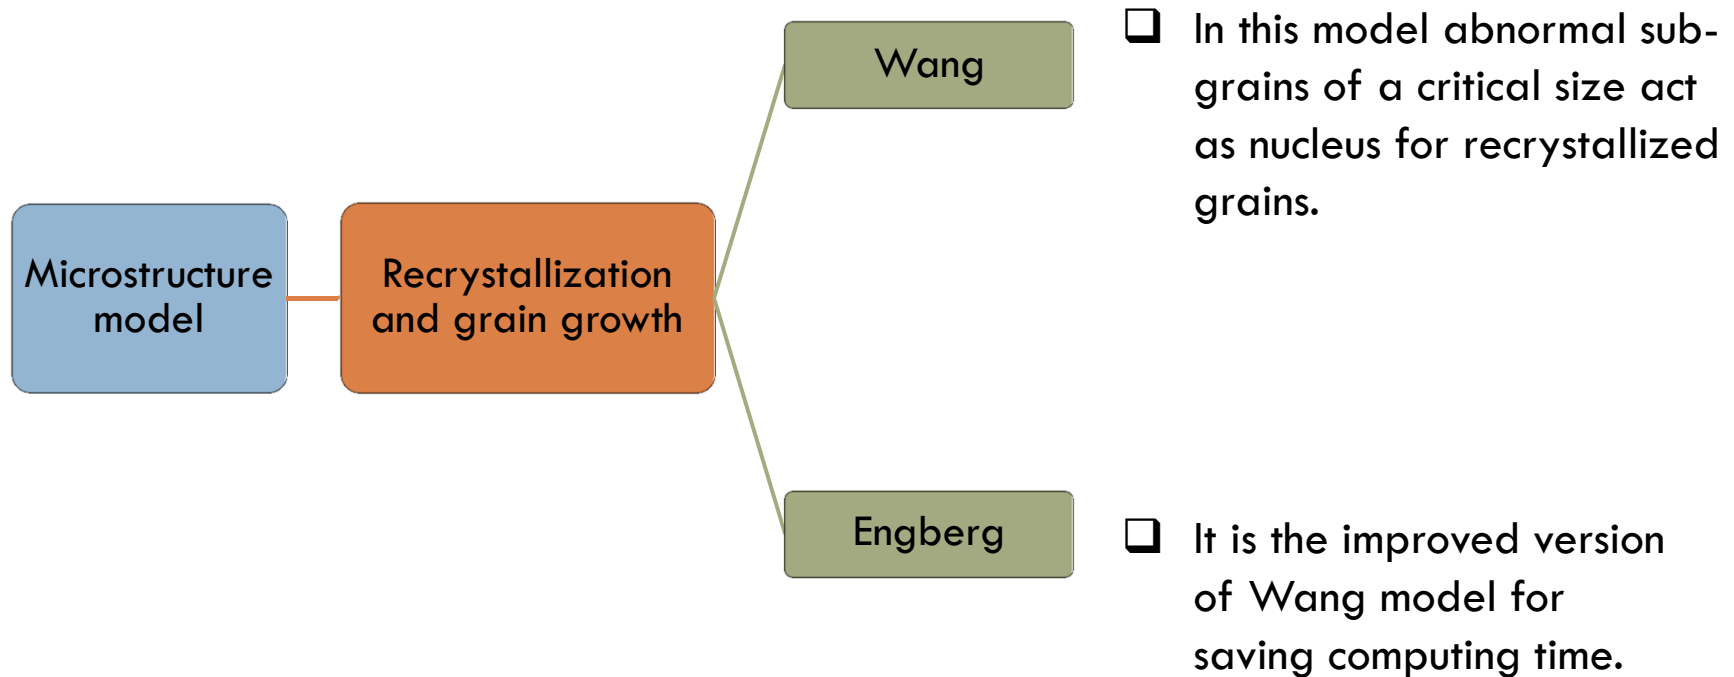 Microstructure
model
Recrystallization
and grain growth
Wang
In this model abnormal sub-
grains of a critical size act
as nucleus for recrystallized
grains.
Engberg
It is the improved version
of Wang model for
saving computing time.